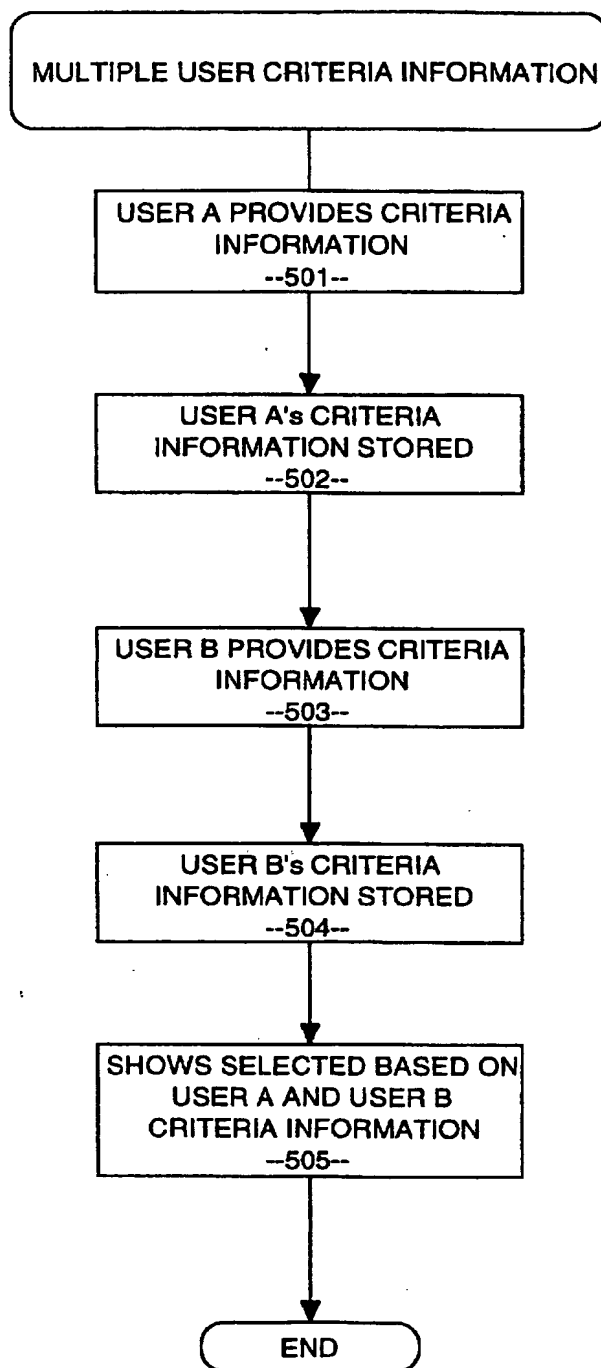 MULTIPLE USER CRITERIA INFORMATION
USER A PROVIDES CRITERIA
INFORMATION
--501--
USER A's CRITERIA
INFORMATION STORED
--502--
USER B PROVIDES CRITERIA
INFORMATION
--503--
USER B's CRITERIA
INFORMATION STORED
--504--
SHOWS SELECTED BASED ON
USER A AND USER B
CRITERIA INFORMATION
--505--
END